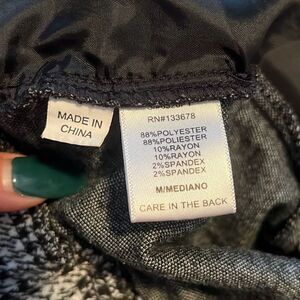 MADE IN
CHINA
RN#133678
88%POLYESTER
88%POLIESTER
10%RAYON
10%RAYON
2%SPANDEX
2%SPANDEX
M/MEDIANO
CARE IN THE BACK